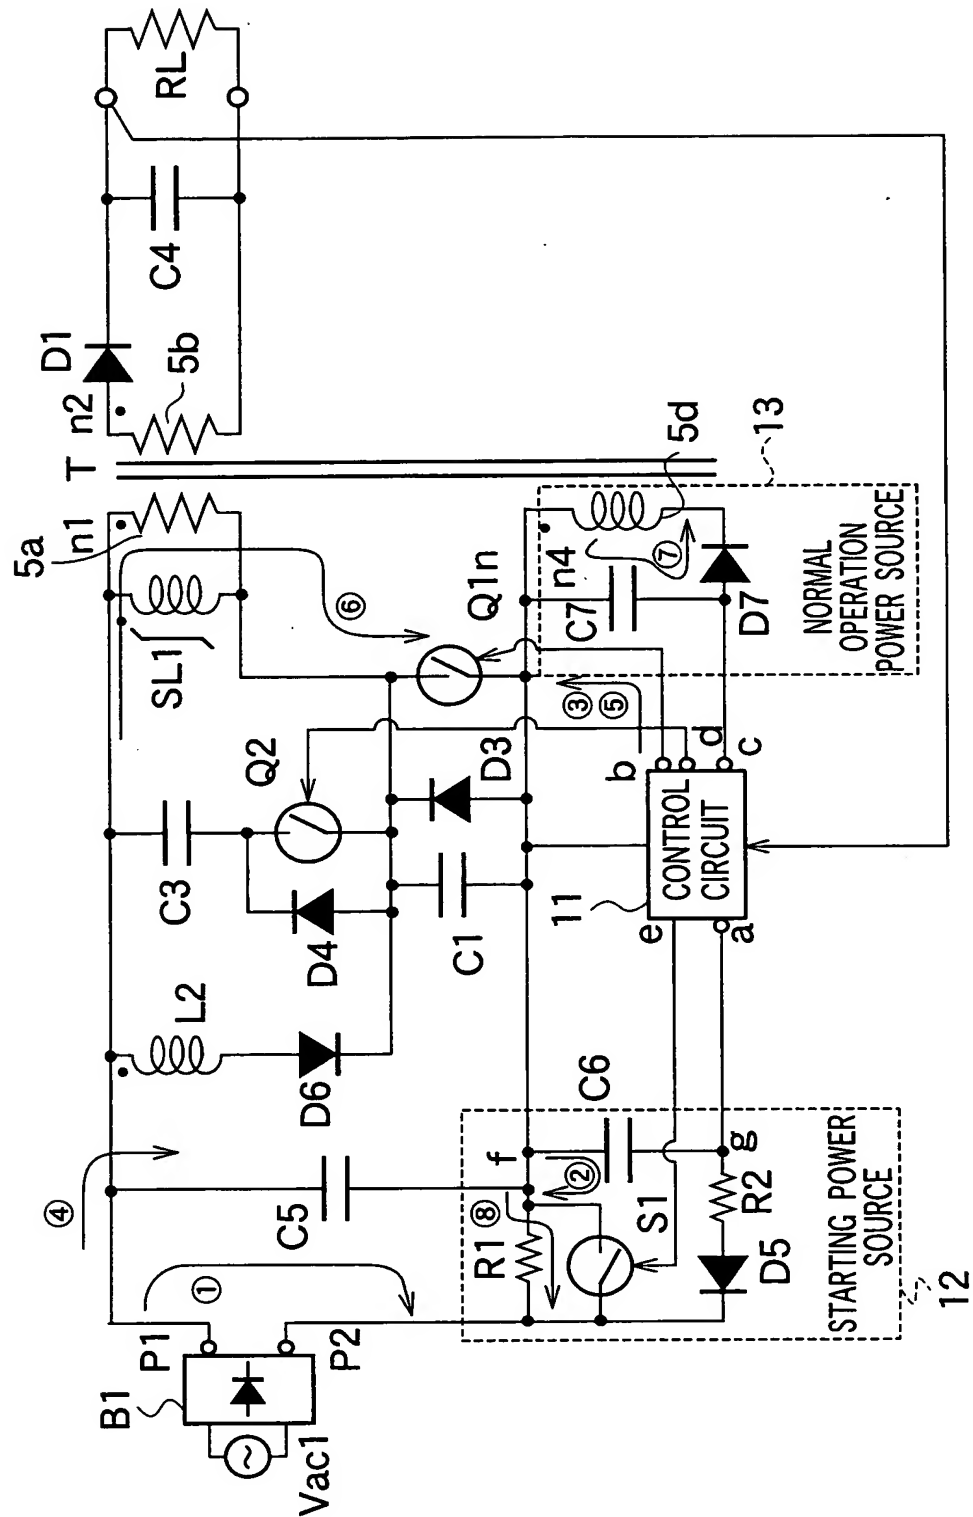 Vac1
~
B1
P1
P2
①
④
C5
L2
D6
C3
D4
Q2
SL1
5a
n1
T
n2
5b
D1
C4
RL
⑥
C1
D3
Q1n
n4
C7
5d
⑦
D7
13
NORMAL
OPERATION
POWER SOURCE
③
⑤
b
d
c
CONTROL
CIRCUIT
11
e
a
f
C6
g
②
⑧
R1
S1
R2
D5
STARTING POWER
SOURCE
12